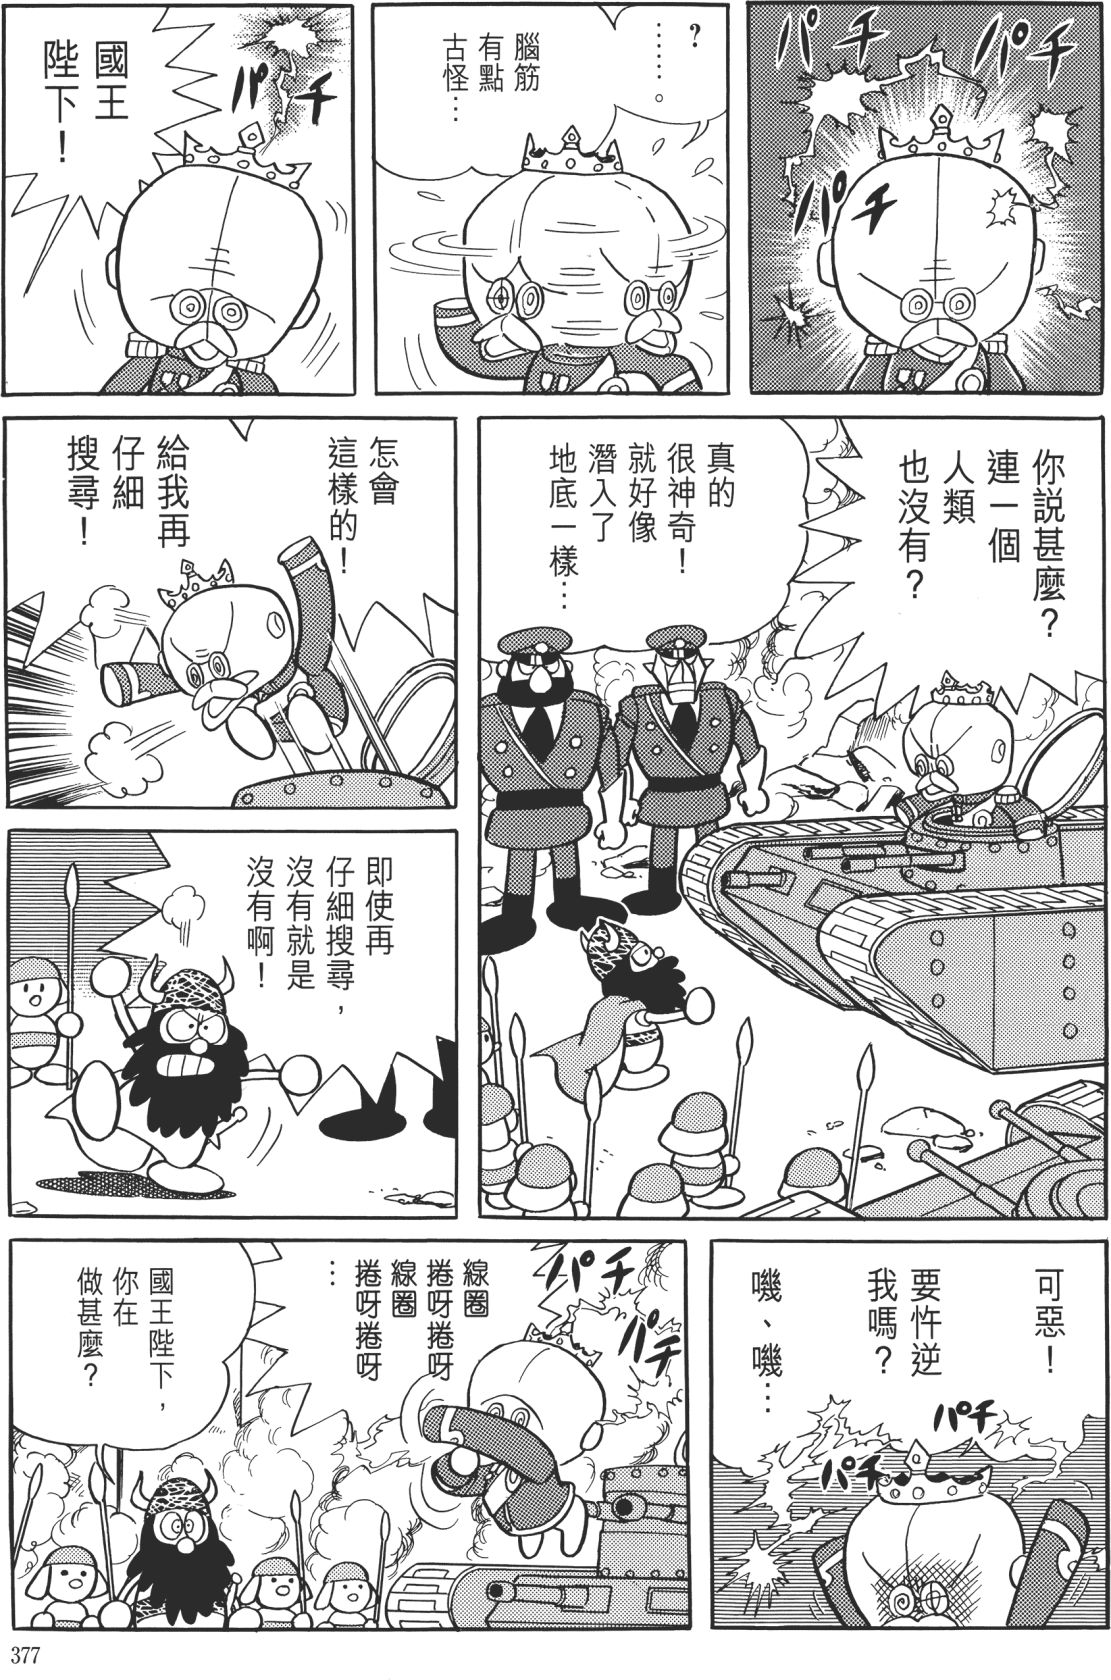 パチ
パチ
パチ
?
……。
腦筋
有點
古怪…
パチ
國王
陛下！
你說甚麼？
連一個
人類
也沒有？
真的
很神奇！
就好像
潛入了
地底一樣…
怎會
這樣的！
給我再
仔細
搜尋！
即使再
仔細搜尋，
沒有就是
沒有啊！
可惡！
要忤逆
我嗎？
嘰、嘰…
パチ
パチ
パチ
パチ
線圈
捲呀捲呀
線圈
捲呀捲呀
…
國王陛下，
你在
做甚麼？
377